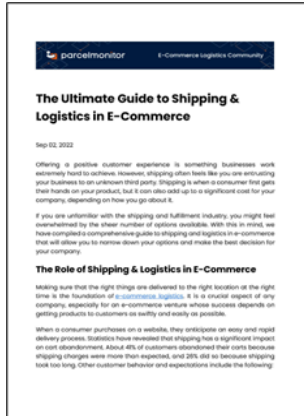 parcelmonitor
E-Commerce Logistics Community
The Ultimate Guide to Shipping &
Logistics in E-Commerce
Sep 02, 2022
Offering a positive customer experience is something businesses work
extremely hard to achieve. However, shipping often feels like you are entrusting
your business to an unknown third party. Shipping is when a consumer first gets
their hands on your product, but it can also add up to a significant cost for your
company, depending on how you go about it.
If you are unfamiliar with the shipping and fulfillment industry, you might feel
overwhelmed by the sheer number of options available. With this in mind, we
have compiled a comprehensive guide to shipping and logistics in e-commerce
that will allow you to narrow down your options and make the best decision for
your company.
The Role of Shipping & Logistics in E-Commerce
Making sure that the right things are delivered to the right location at the right
time is the foundation of e-commerce logistics. It is a crucial aspect of any
company, especially for an e-commerce venture whose success depends on
getting products to customers as swiftly and easily as possible.
When a consumer purchases on a website, they anticipate an easy and rapid
delivery process. Statistics have revealed that shipping has a significant impact
on cart abandonment. About 41% of customers abandoned their carts because
shipping charges were more than expected, and 26% did so because shipping
took too long. Other customer behavior and expectations include the following: